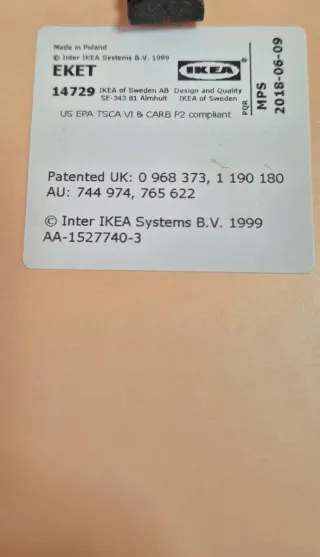 Made in Poland
© Inter IKEA Systems B.V. 1999
EKET
IKEA®
14729 IKEA of Sweden AB Design and Quality
SE-343 81 Älmhult IKEA of Sweden
US EPA TSCA VI & CARB P2 compliant
PQR
MPS
2018-06-09
Patented UK: 0 968 373, 1 190 180
AU: 744 974, 765 622
© Inter IKEA Systems B.V. 1999
AA-1527740-3